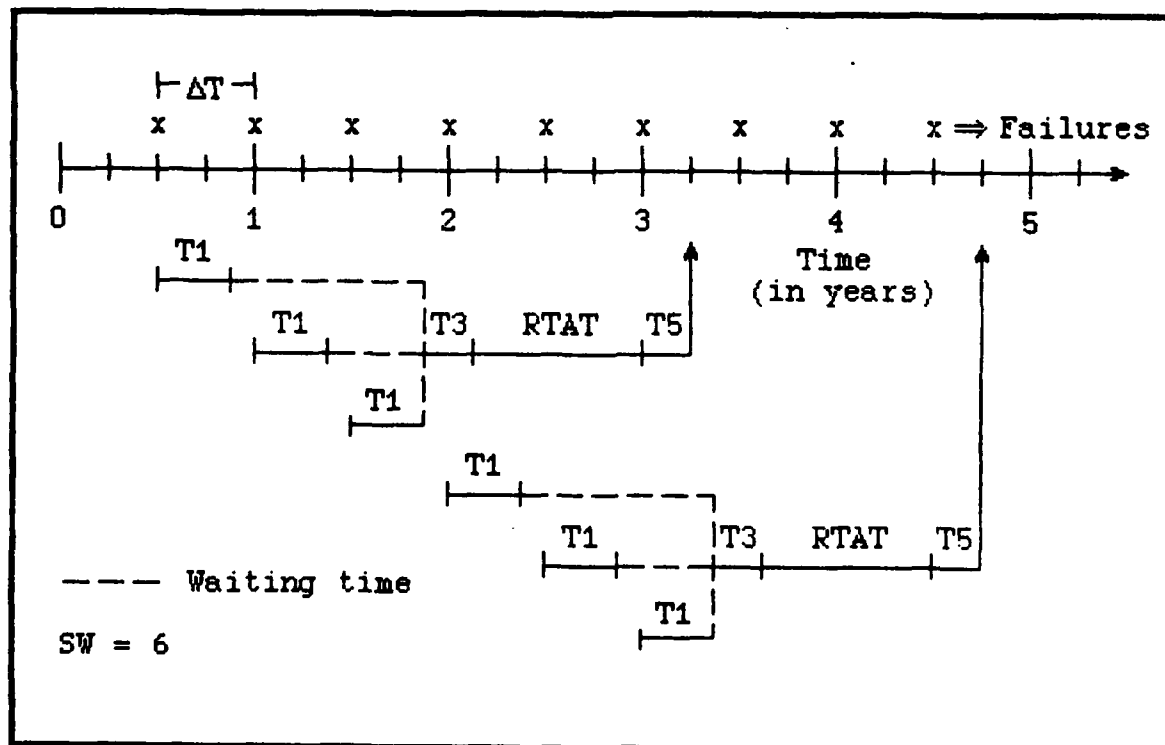 ΔT
x x x x x x x x x ⇒ Failures
0 1 2 3 4 5
Time
(in years)
T1
T1 T3 RTAT T5
T1
T1
T1 T3 RTAT T5
--- Waiting time
T1
SW = 6